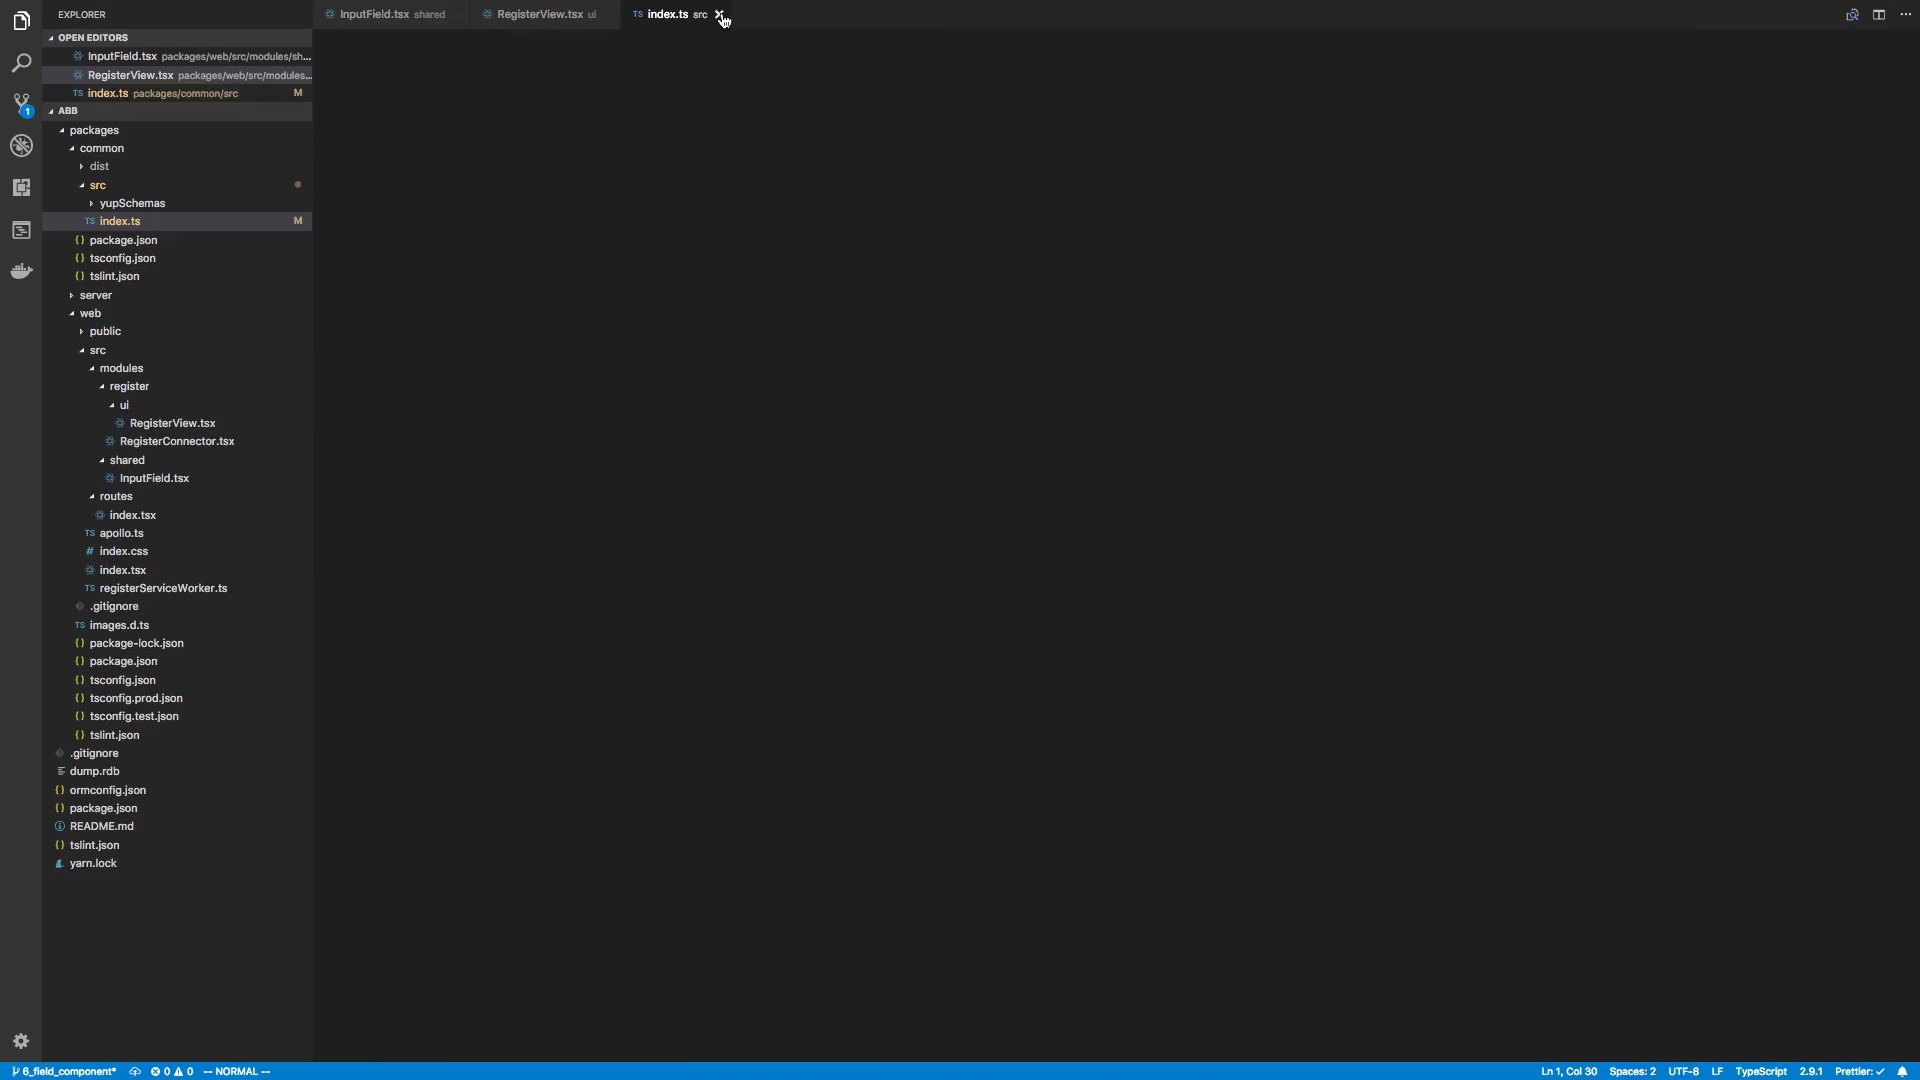 EXPLORER
InputField.tsx shared
RegisterView.tsx ui
TS index.ts src
OPEN EDITORS
InputField.tsx packages/web/src/modules/sh...
RegisterView.tsx packages/web/src/modules...
TS index.ts packages/common/src M
1
ABB
packages
common
dist
src
yupSchemas
TS index.ts M
{} package.json
{} tsconfig.json
{} tslint.json
server
web
public
src
modules
register
ui
RegisterView.tsx
RegisterConnector.tsx
shared
InputField.tsx
routes
index.tsx
TS apollo.ts
# index.css
index.tsx
TS registerServiceWorker.ts
.gitignore
TS images.d.ts
{} package-lock.json
{} package.json
{} tsconfig.json
{} tsconfig.prod.json
{} tsconfig.test.json
{} tslint.json
.gitignore
dump.rdb
{} ormconfig.json
{} package.json
README.md
{} tslint.json
yarn.lock
6_field_component* 0 0 -- NORMAL -- Ln 1, Col 30 Spaces: 2 UTF-8 LF TypeScript 2.9.1 Prettier: ✓